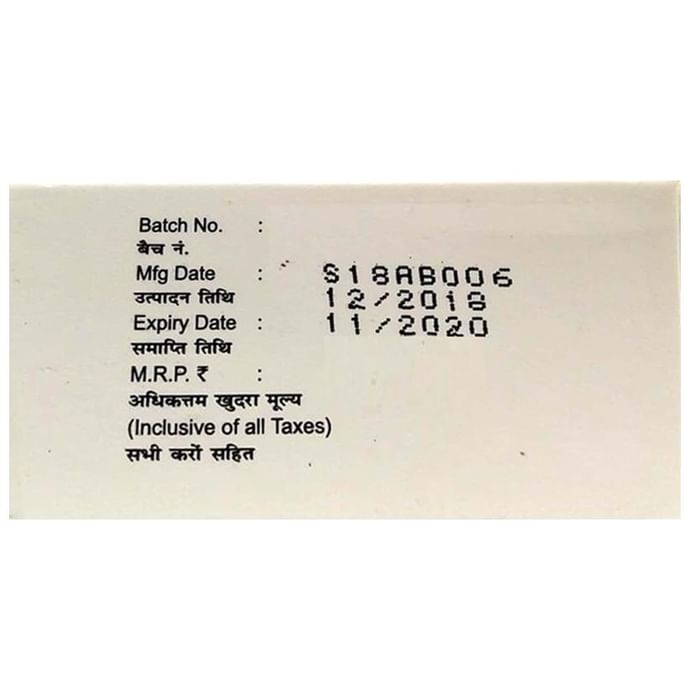 Batch No. :
बैच नं.
Mfg Date : S18AB006
उत्पादन तिथि 12/2018
Expiry Date : 11/2020
समाप्ति तिथि
M.R.P. ₹ :
अधिकत्तम खुदरा मूल्य
(Inclusive of all Taxes)
सभी करों सहित